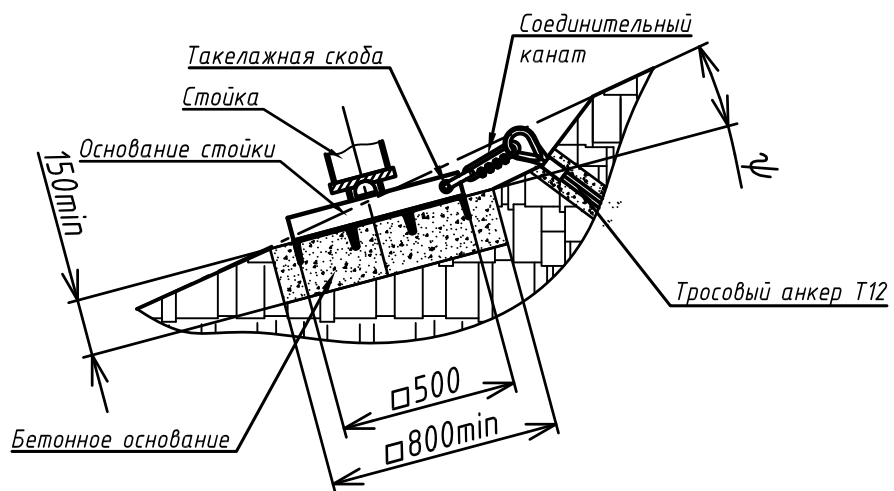 Соединительный
канат
Такелажная скоба
Стойка
Основание стойки
150min
ψ
Тросовый анкер Т12
□500
□800min
Бетонное основание